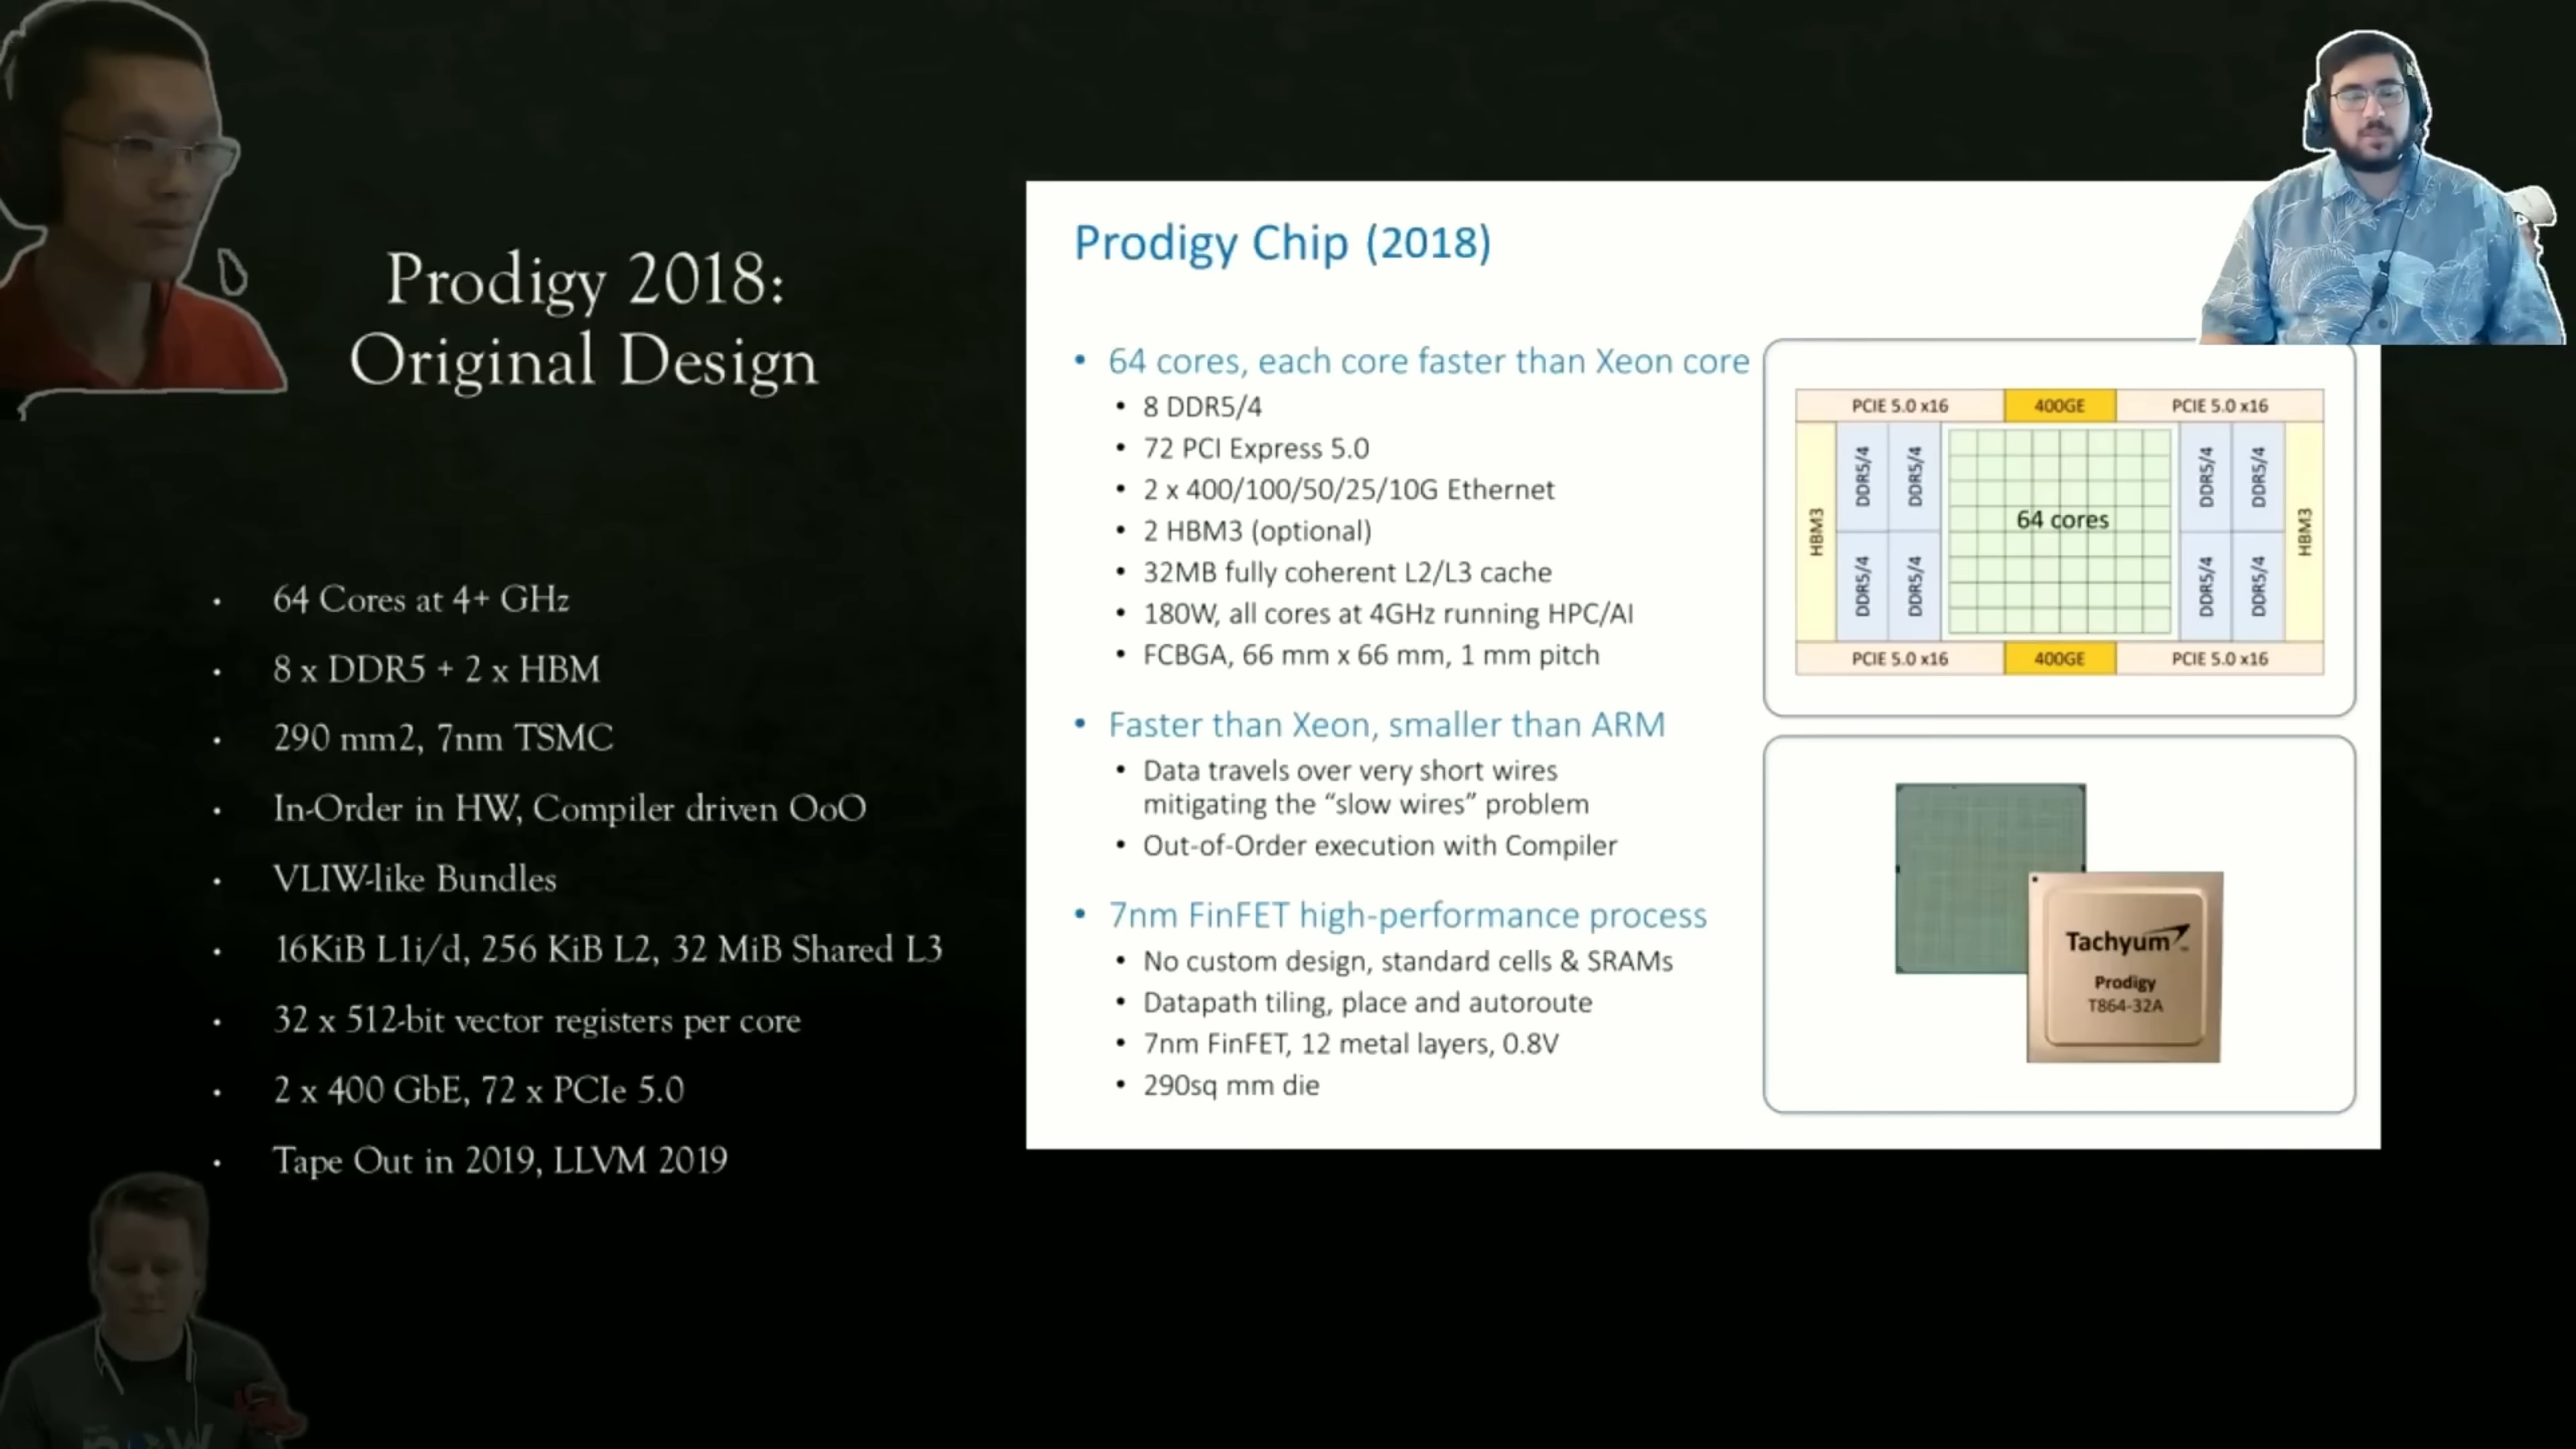 Prodigy 2018:
Original Design
• 64 Cores at 4+ GHz
• 8 x DDR5 + 2 x HBM
• 290 mm2, 7nm TSMC
• In-Order in HW, Compiler driven OoO
• VLIW-like Bundles
• 16KiB L1i/d, 256 KiB L2, 32 MiB Shared L3
• 32 x 512-bit vector registers per core
• 2 x 400 GbE, 72 x PCIe 5.0
• Tape Out in 2019, LLVM 2019
Prodigy Chip (2018)
• 64 cores, each core faster than Xeon core
• 8 DDR5/4
• 72 PCI Express 5.0
• 2 x 400/100/50/25/10G Ethernet
• 2 HBM3 (optional)
• 32MB fully coherent L2/L3 cache
• 180W, all cores at 4GHz running HPC/AI
• FCBGA, 66 mm x 66 mm, 1 mm pitch
• Faster than Xeon, smaller than ARM
• Data travels over very short wires
mitigating the “slow wires” problem
• Out-of-Order execution with Compiler
• 7nm FinFET high-performance process
• No custom design, standard cells & SRAMs
• Datapath tiling, place and autoroute
• 7nm FinFET, 12 metal layers, 0.8V
• 290sq mm die
PCIE 5.0 x16 400GE PCIE 5.0 x16
HBM3 DDR5/4 DDR5/4 DDR5/4 DDR5/4 HBM3
64 cores
DDR5/4 DDR5/4 DDR5/4 DDR5/4
PCIE 5.0 x16 400GE PCIE 5.0 x16
Tachyum
Prodigy
T864-32A